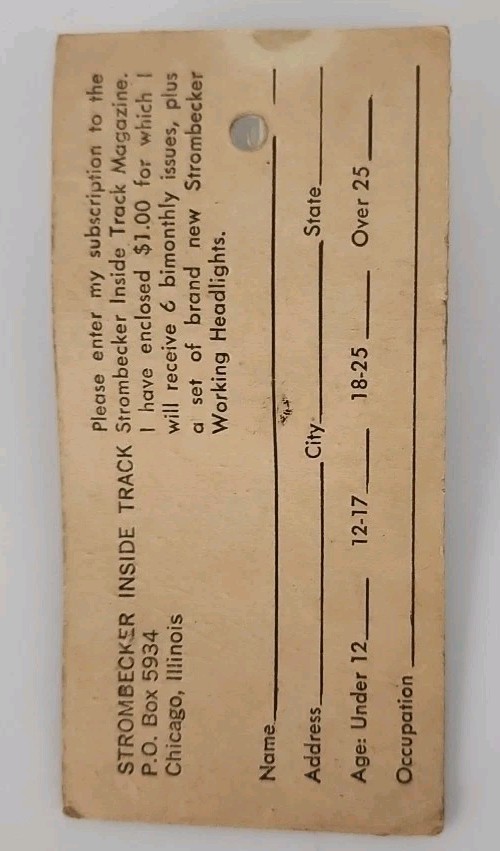 STROMBECKER INSIDE TRACK
P.O. Box 5934
Chicago, Illinois
Please enter my subscription to the
Strombecker Inside Track Magazine.
I have enclosed $1.00 for which I
will receive 6 bimonthly issues, plus
a set of brand new Strombecker
Working Headlights.
Name
Address City State
Age: Under 12 12-17 18-25 Over 25
Occupation